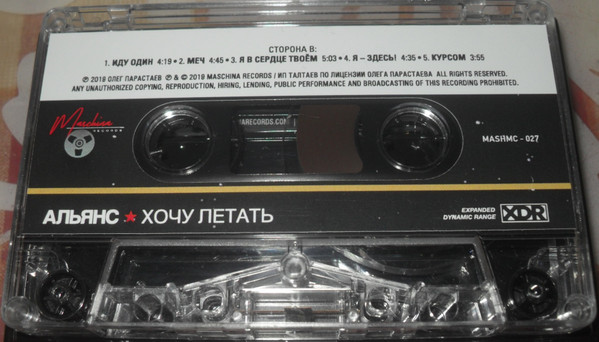 СТОРОНА В:
1. ИДУ ОДИН 4:19 • 2. МЕЧ 4:45 • 3. Я В СЕРДЦЕ ТВОЁМ 5:03 • 4. Я – ЗДЕСЬ! 4:35 • 5. КУРСОМ 3:55
℗ 2019 ОЛЕГ ПАРАСТАЕВ ℗ & © 2019 MASCHINA RECORDS / ИП ТАЛТАЕВ ПО ЛИЦЕНЗИИ ОЛЕГА ПАРАСТАЕВА ALL RIGHTS RESERVED.
ANY UNAUTHORIZED COPYING, REPRODUCTION, HIRING, LENDING, PUBLIC PERFORMANCE AND BROADCASTING OF THIS RECORDING PROHIBITED.
Maschina
RECORDS
NARECORDS.COM
MASHMC - 027
АЛЬЯНС ★ ХОЧУ ЛЕТАТЬ
EXPANDED
DYNAMIC RANGE
XDR